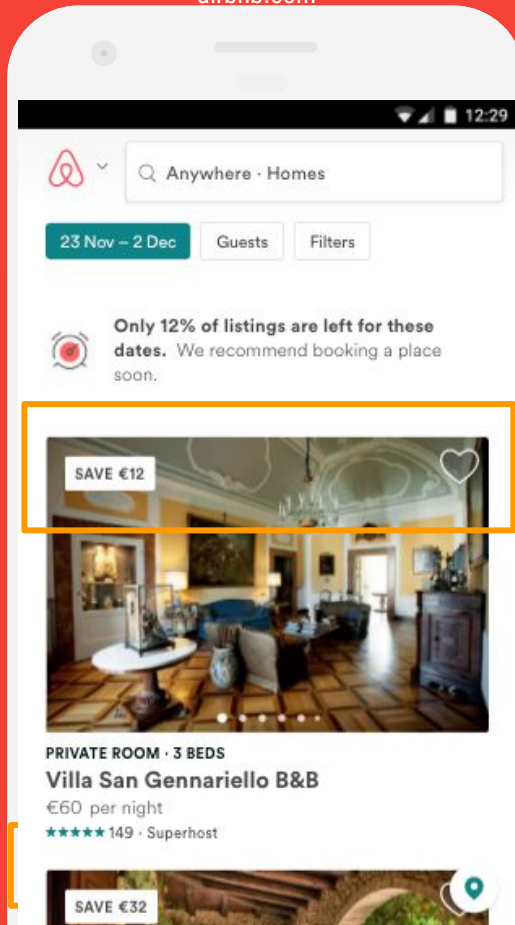 airbnb.com
12:29
Anywhere · Homes
23 Nov – 2 Dec
Guests
Filters
Only 12% of listings are left for these
dates. We recommend booking a place
soon.
SAVE €12
PRIVATE ROOM · 3 BEDS
Villa San Gennariello B&B
€60 per night
149 · Superhost
SAVE €32